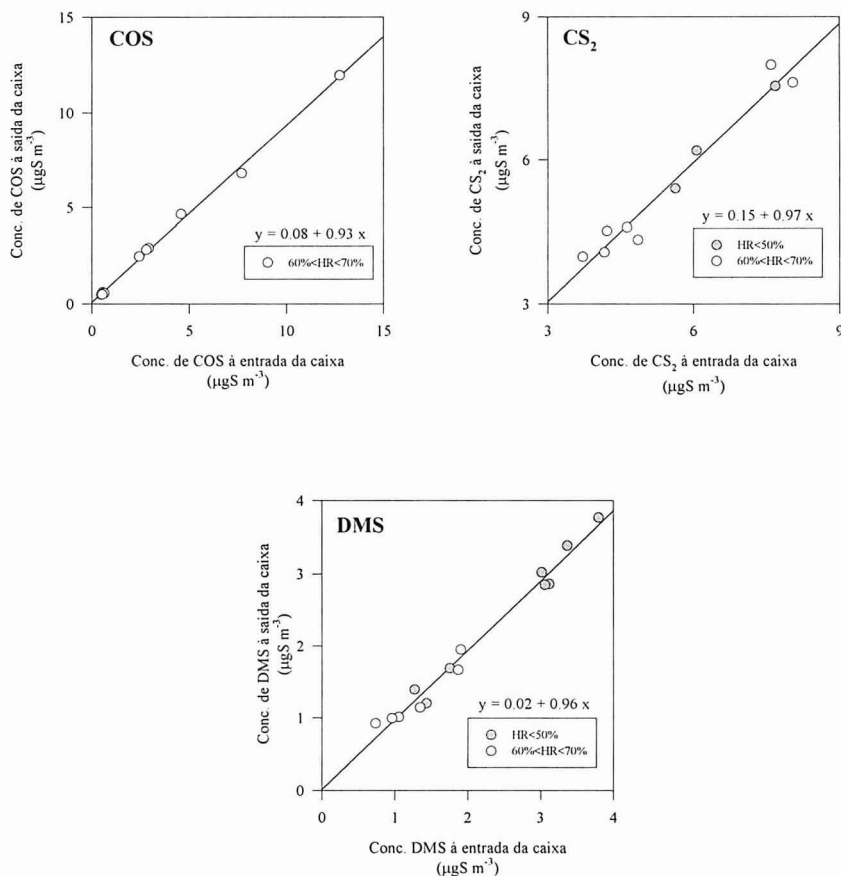 COS
15
10
5
0
0
5
10
15
Conc. de COS à saída da caixa
(µgS m⁻³)
y = 0.08 + 0.93 x
60%<HR<70%
Conc. de COS à entrada da caixa
(µgS m⁻³)
CS₂
9
6
3
3
6
9
Conc. de CS₂ à saída da caixa
(µgS m⁻³)
y = 0.15 + 0.97 x
HR<50%
60%<HR<70%
Conc. de CS₂ à entrada da caixa
(µgS m⁻³)
DMS
4
3
2
1
0
0
1
2
3
4
Conc. de DMS à saída da caixa
(µgS m⁻³)
y = 0.02 + 0.96 x
HR<50%
60%<HR<70%
Conc. DMS à entrada da caixa
(µgS m⁻³)